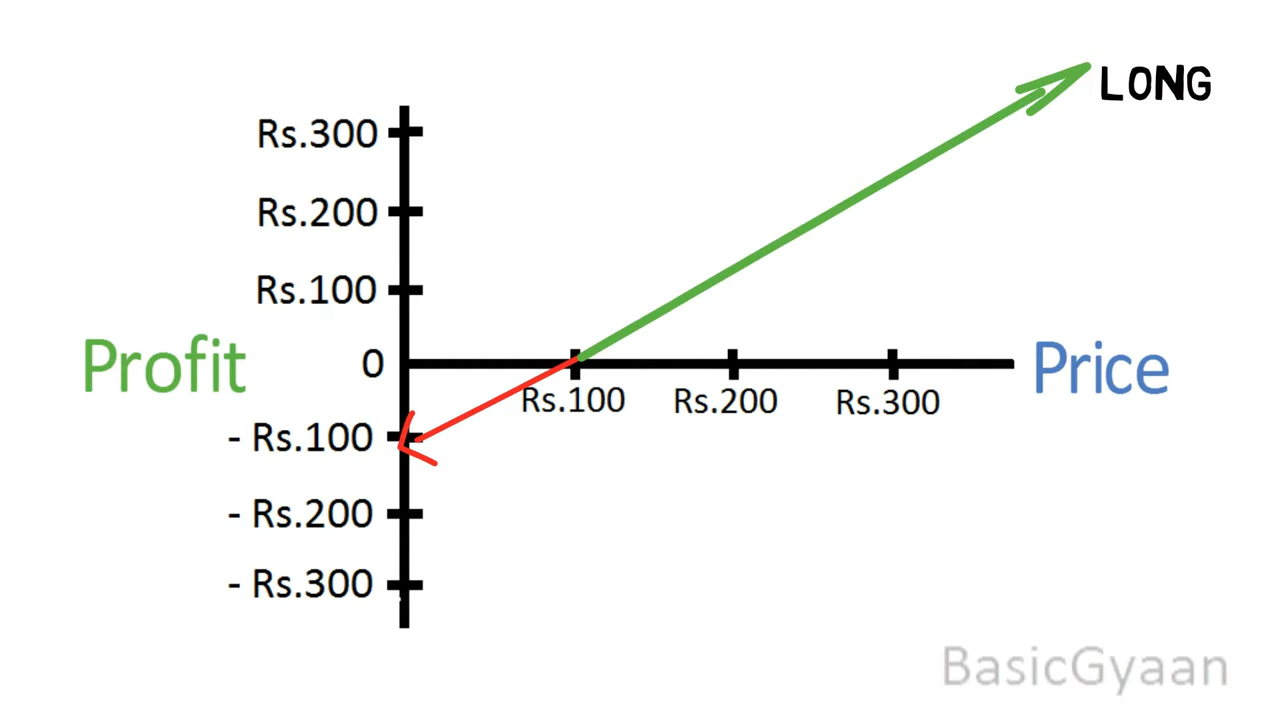 LONG
Rs.300
Rs.200
Rs.100
Profit
0
Price
Rs.100
Rs.200
Rs.300
- Rs.100
- Rs.200
- Rs.300
BasicGyaan